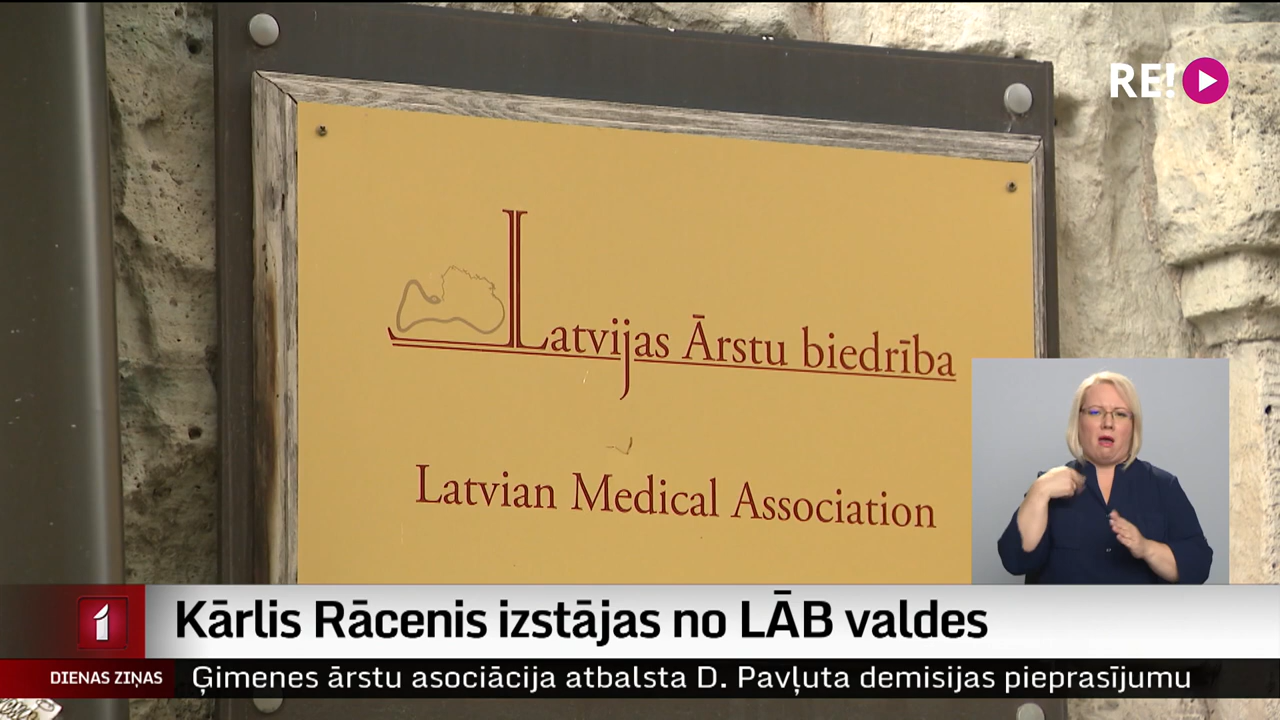 RE!
Latvijas Ārstu biedrība
Latvian Medical Association
1
Kārlis Rācenis izstājas no LĀB valdes
DIENAS ZIŅAS
Ģimenes ārstu asociācija atbalsta D. Pavļuta demisijas pieprasījumu